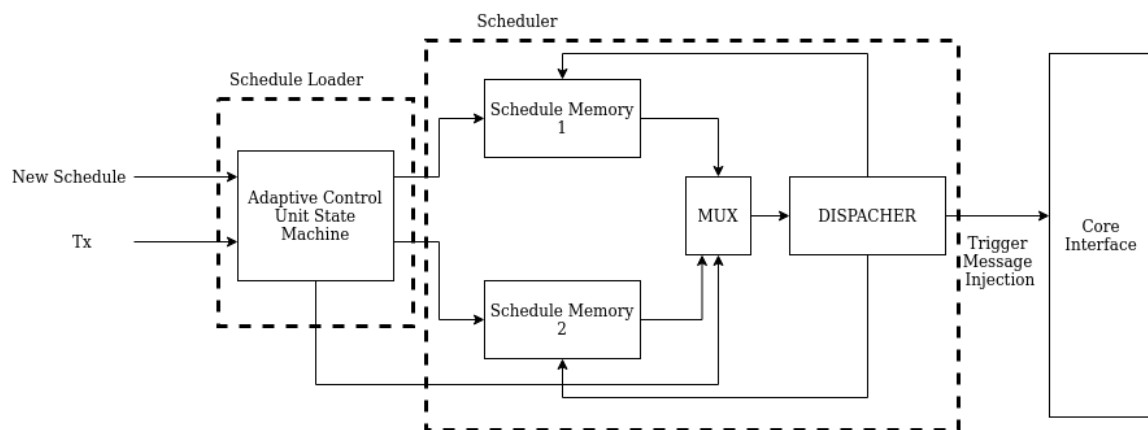 Scheduler
Schedule Loader
New Schedule
Tx
Adaptive Control
Unit State
Machine
Schedule Memory
1
Schedule Memory
2
MUX
DISPACHER
Trigger
Message
Injection
Core
Interface